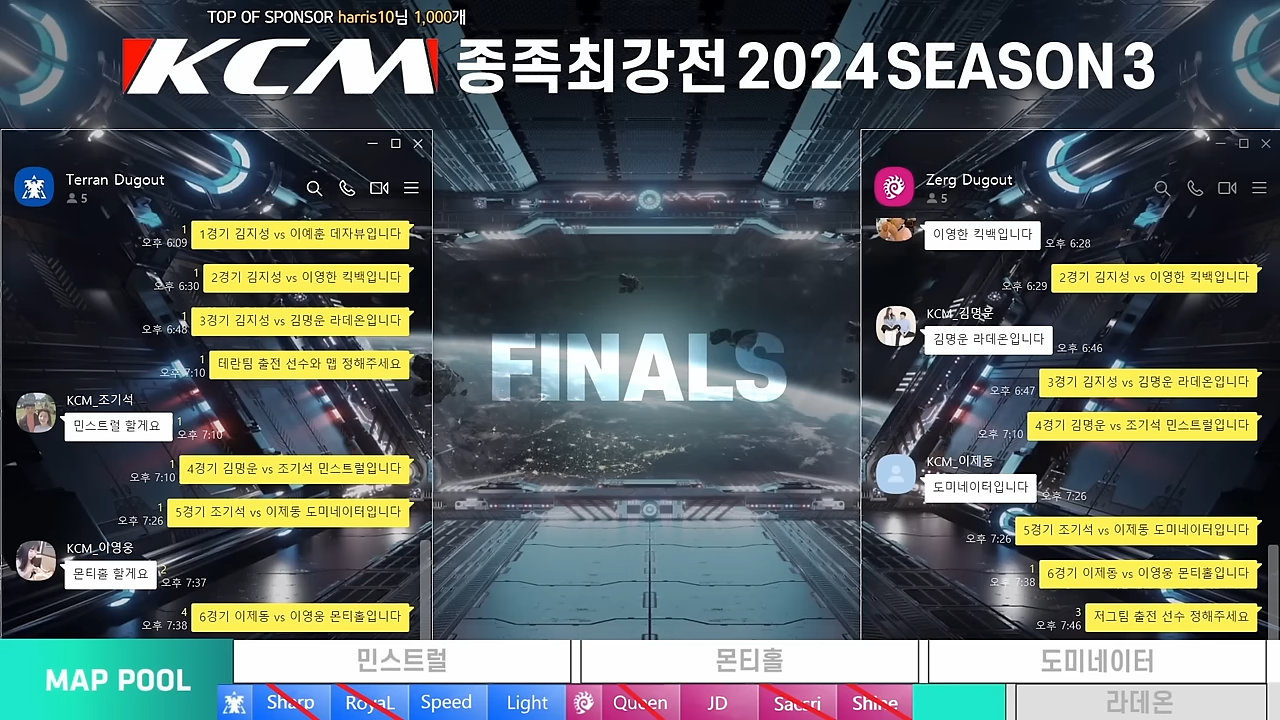 TOP OF SPONSOR harris10님 1,000개
KCM 종족최강전 2024 SEASON 3
Terran Dugout
5
1
오후 6:09
1경기 김지성 vs 이예훈 데자뷰입니다
1
오후 6:30
2경기 김지성 vs 이영한 킥백입니다
1
오후 6:48
3경기 김지성 vs 김명운 라데온입니다
1
오후 7:10
테란팀 출전 선수와 맵 정해주세요
KCM_조기석
민스트럴 할게요
1
오후 7:10
1
오후 7:10
4경기 김명운 vs 조기석 민스트럴입니다
1
오후 7:26
5경기 조기석 vs 이제동 도미네이터입니다
KCM_이영웅
몬티홀 할게요
2
오후 7:37
4
오후 7:38
6경기 이제동 vs 이영웅 몬티홀입니다
FINALS
Zerg Dugout
5
이영한 킥백입니다
오후 6:28
오후 6:29
2경기 김지성 vs 이영한 킥백입니다
KCM_김명운
김명운 라데온입니다
오후 6:46
오후 6:47
3경기 김지성 vs 김명운 라데온입니다
오후 7:10
4경기 김명운 vs 조기석 민스트럴입니다
KCM_이제동
도미네이터입니다
오후 7:26
오후 7:26
5경기 조기석 vs 이제동 도미네이터입니다
1
오후 7:38
6경기 이제동 vs 이영웅 몬티홀입니다
3
오후 7:46
저그팀 출전 선수 정해주세요
MAP POOL
민스트럴
몬티홀
도미네이터
Sharp
Royal
Speed
Light
Queen
JD
Sacsri
Shine
라데온